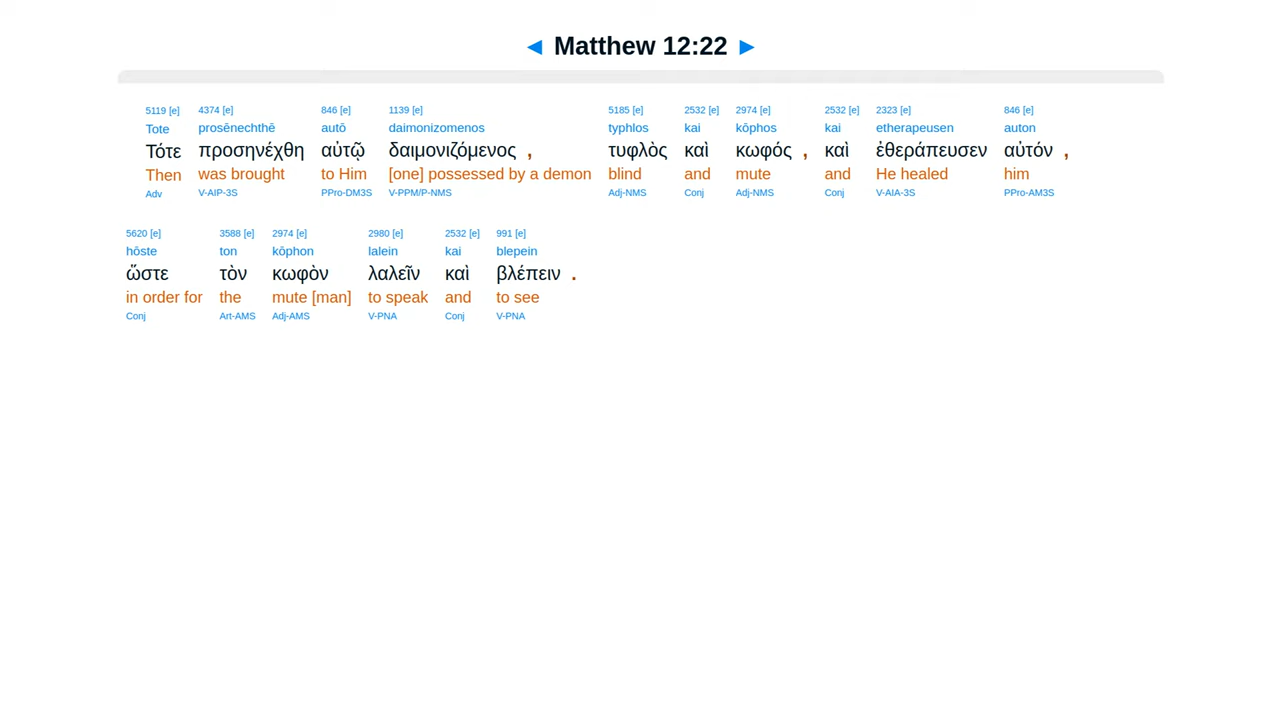 ◄ Matthew 12:22 ►
5119 [e] 4374 [e] 846 [e] 1139 [e] 5185 [e] 2532 [e] 2974 [e] 2532 [e] 2323 [e] 846 [e]
Tote prosēnechthē autō daimonizomenos typhlos kai kōphos kai etherapeusen auton
Τότε προσηνέχθη αὐτῷ δαιμονιζόμενος , τυφλὸς καὶ κωφός , καὶ ἐθεράπευσεν αὐτόν ,
Then was brought to Him [one] possessed by a demon blind and mute and He healed him
Adv V-AIP-3S PPro-DM3S V-PPM/P-NMS Adj-NMS Conj Adj-NMS Conj V-AIA-3S PPro-AM3S
5620 [e] 3588 [e] 2974 [e] 2980 [e] 2532 [e] 991 [e]
hōste ton kōphon lalein kai blepein
ὥστε τὸν κωφὸν λαλεῖν καὶ βλέπειν .
in order for the mute [man] to speak and to see
Conj Art-AMS Adj-AMS V-PNA Conj V-PNA